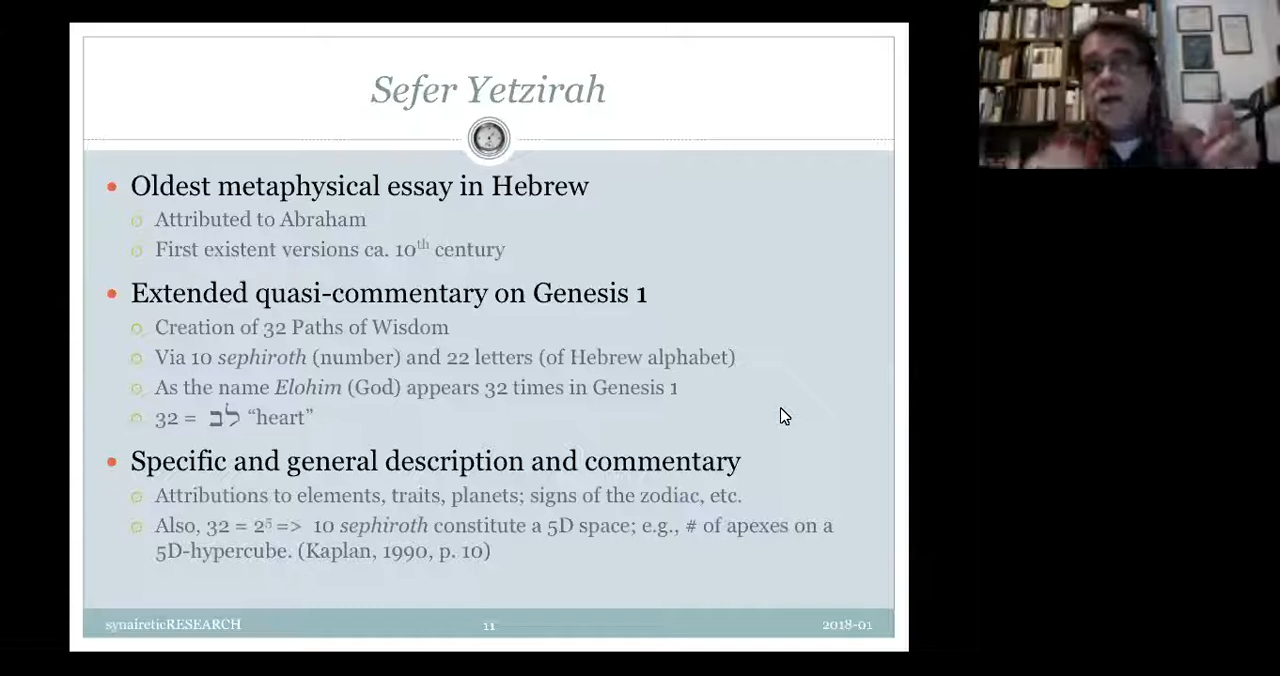 Sefer Yetzirah
• Oldest metaphysical essay in Hebrew
Attributed to Abraham
First existent versions ca. 10th century
• Extended quasi-commentary on Genesis 1
Creation of 32 Paths of Wisdom
Via 10 sephiroth (number) and 22 letters (of Hebrew alphabet)
As the name Elohim (God) appears 32 times in Genesis 1
32 = לב “heart”
• Specific and general description and commentary
Attributions to elements, traits, planets; signs of the zodiac, etc.
Also, 32 = 2⁵ => 10 sephiroth constitute a 5D space; e.g., # of apexes on a
5D-hypercube. (Kaplan, 1990, p. 10)
synaireticRESEARCH
11
2018-01